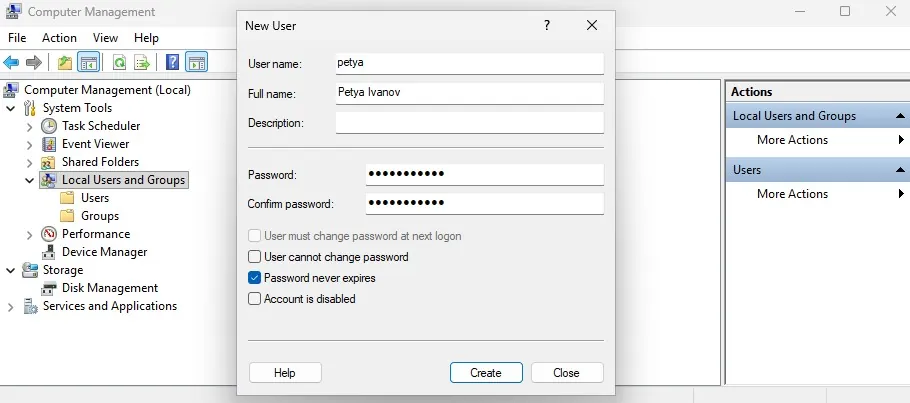 Computer Management
File Action View Help
Computer Management (Local)
System Tools
Task Scheduler
Event Viewer
Shared Folders
Local Users and Groups
Users
Groups
Performance
Device Manager
Storage
Disk Management
Services and Applications
New User
?
User name: petya
Full name: Petya Ivanov
Description:
Password: ●●●●●●●●●●●
Confirm password: ●●●●●●●●●●●
User must change password at next logon
User cannot change password
Password never expires
Account is disabled
Help Create Close
Actions
Local Users and Groups
More Actions
Users
More Actions